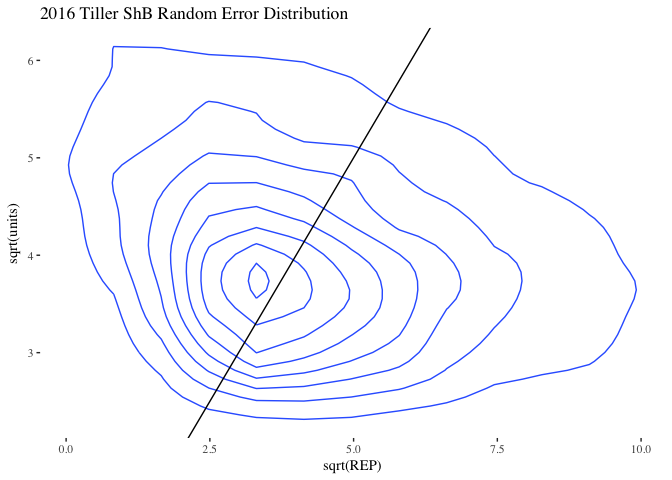 2016 Tiller ShB Random Error Distribution
6
5
4
3
sqrt(units)
0.0 2.5 5.0 7.5 10.0
sqrt(REP)